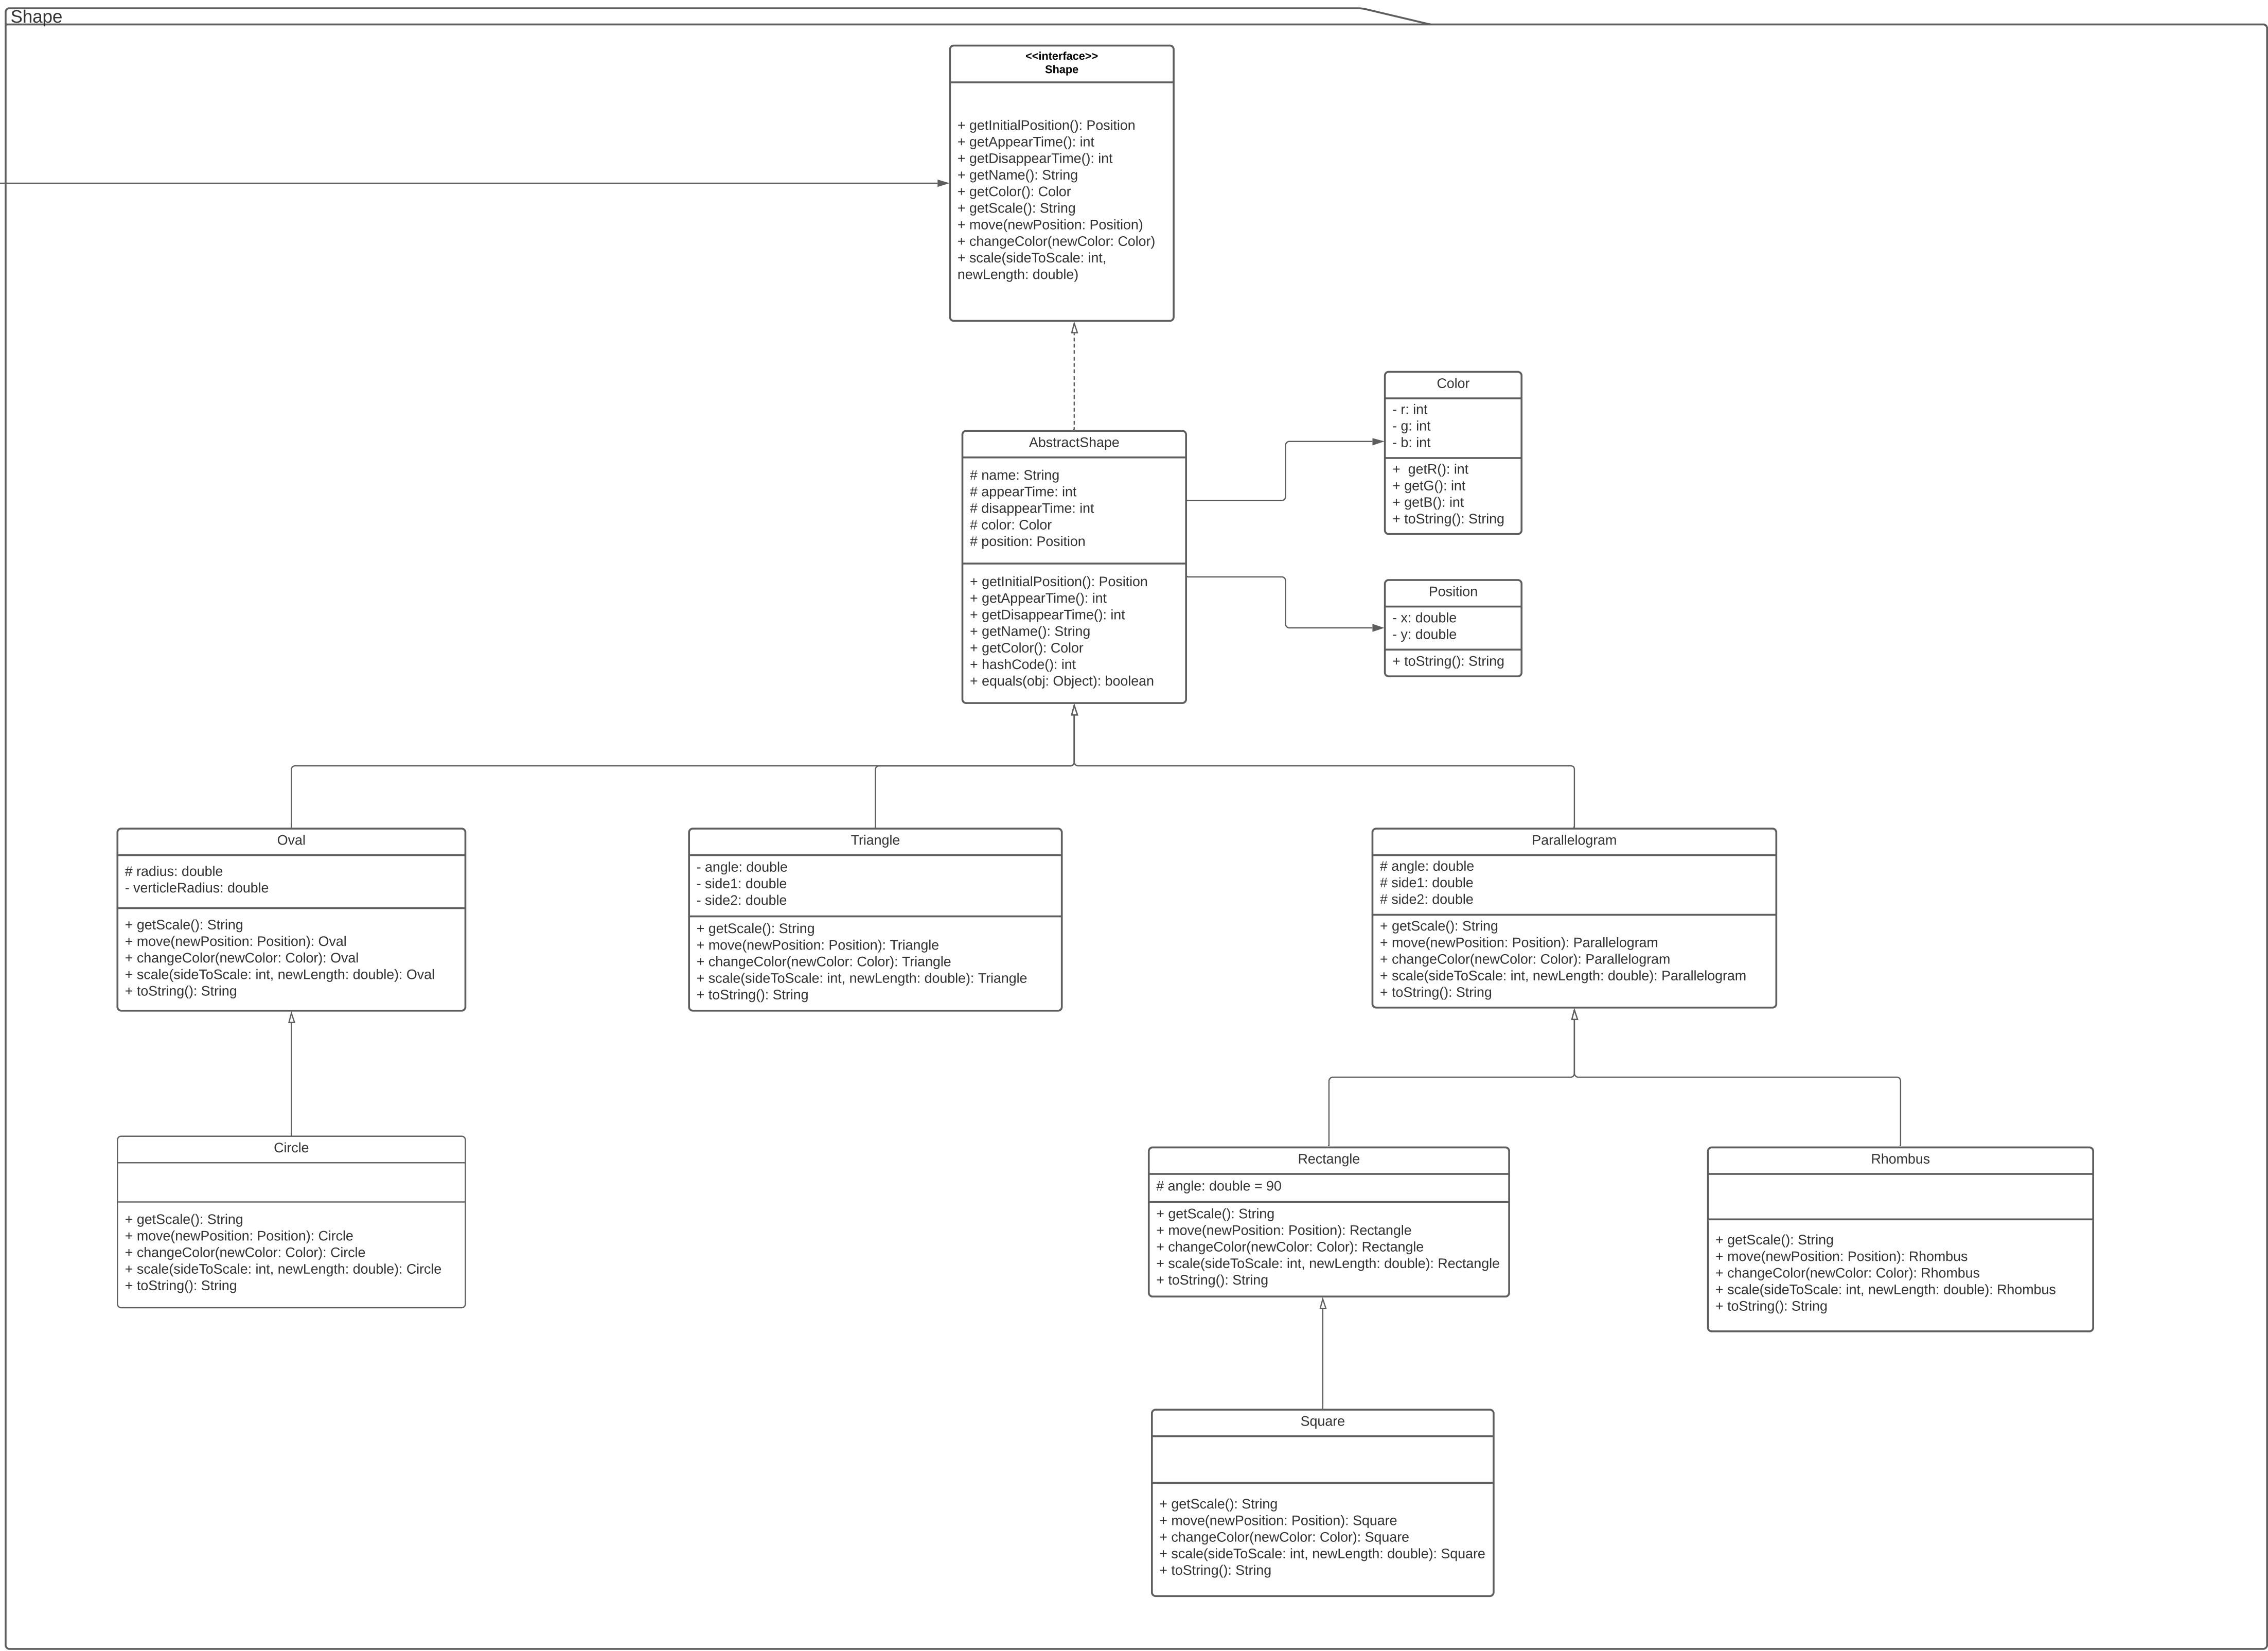 Shape
<<interface>>
Shape
+ getInitialPosition(): Position
+ getAppearTime(): int
+ getDisappearTime(): int
+ getName(): String
+ getColor(): Color
+ getScale(): String
+ move(newPosition: Position)
+ changeColor(newColor: Color)
+ scale(sideToScale: int,
newLength: double)
AbstractShape
# name: String
# appearTime: int
# disappearTime: int
# color: Color
# position: Position
+ getInitialPosition(): Position
+ getAppearTime(): int
+ getDisappearTime(): int
+ getName(): String
+ getColor(): Color
+ hashCode(): int
+ equals(obj: Object): boolean
Color
- r: int
- g: int
- b: int
+  getR(): int
+ getG(): int
+ getB(): int
+ toString(): String
Position
- x: double
- y: double
+ toString(): String
Oval
# radius: double
- verticleRadius: double
+ getScale(): String
+ move(newPosition: Position): Oval
+ changeColor(newColor: Color): Oval
+ scale(sideToScale: int, newLength: double): Oval
+ toString(): String
Triangle
- angle: double
- side1: double
- side2: double
+ getScale(): String
+ move(newPosition: Position): Triangle
+ changeColor(newColor: Color): Triangle
+ scale(sideToScale: int, newLength: double): Triangle
+ toString(): String
Parallelogram
# angle: double
# side1: double
# side2: double
+ getScale(): String
+ move(newPosition: Position): Parallelogram
+ changeColor(newColor: Color): Parallelogram
+ scale(sideToScale: int, newLength: double): Parallelogram
+ toString(): String
Circle
+ getScale(): String
+ move(newPosition: Position): Circle
+ changeColor(newColor: Color): Circle
+ scale(sideToScale: int, newLength: double): Circle
+ toString(): String
Rectangle
# angle: double = 90
+ getScale(): String
+ move(newPosition: Position): Rectangle
+ changeColor(newColor: Color): Rectangle
+ scale(sideToScale: int, newLength: double): Rectangle
+ toString(): String
Rhombus
+ getScale(): String
+ move(newPosition: Position): Rhombus
+ changeColor(newColor: Color): Rhombus
+ scale(sideToScale: int, newLength: double): Rhombus
+ toString(): String
Square
+ getScale(): String
+ move(newPosition: Position): Square
+ changeColor(newColor: Color): Square
+ scale(sideToScale: int, newLength: double): Square
+ toString(): String